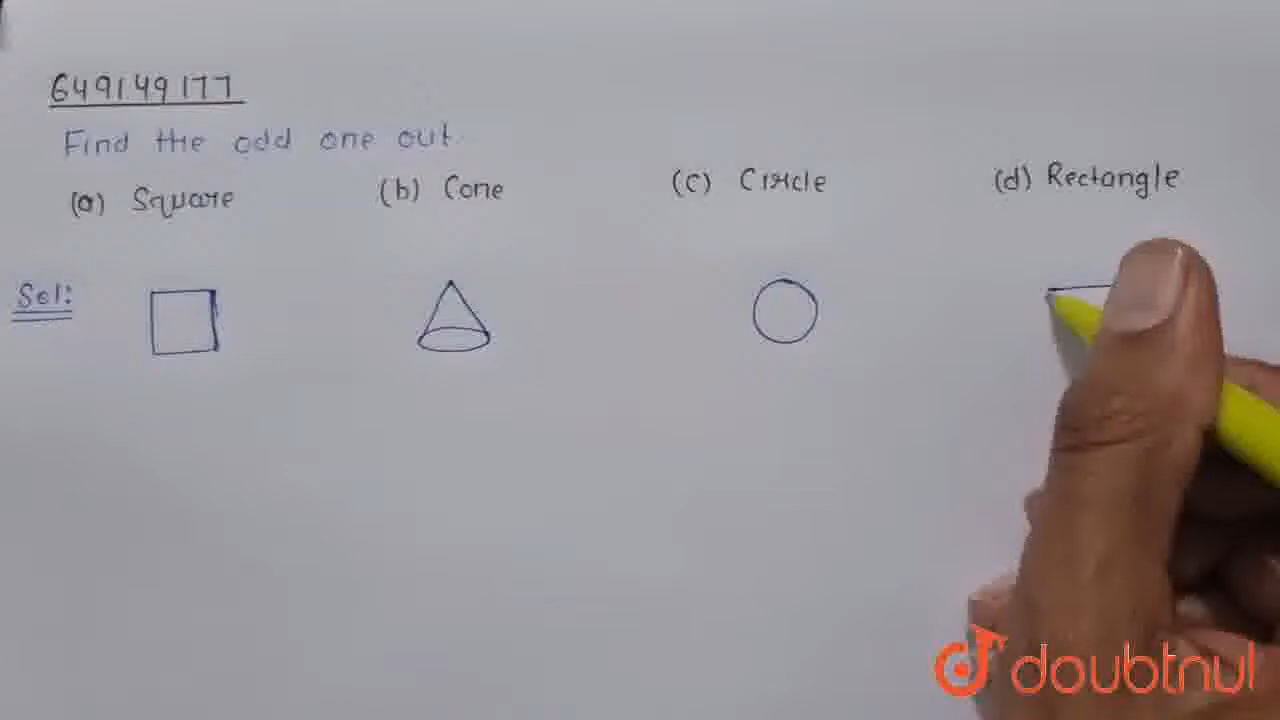 649149177
Find the odd one out
(a) Square (b) Cone (c) Circle (d) Rectangle
Sol:
doubtnut